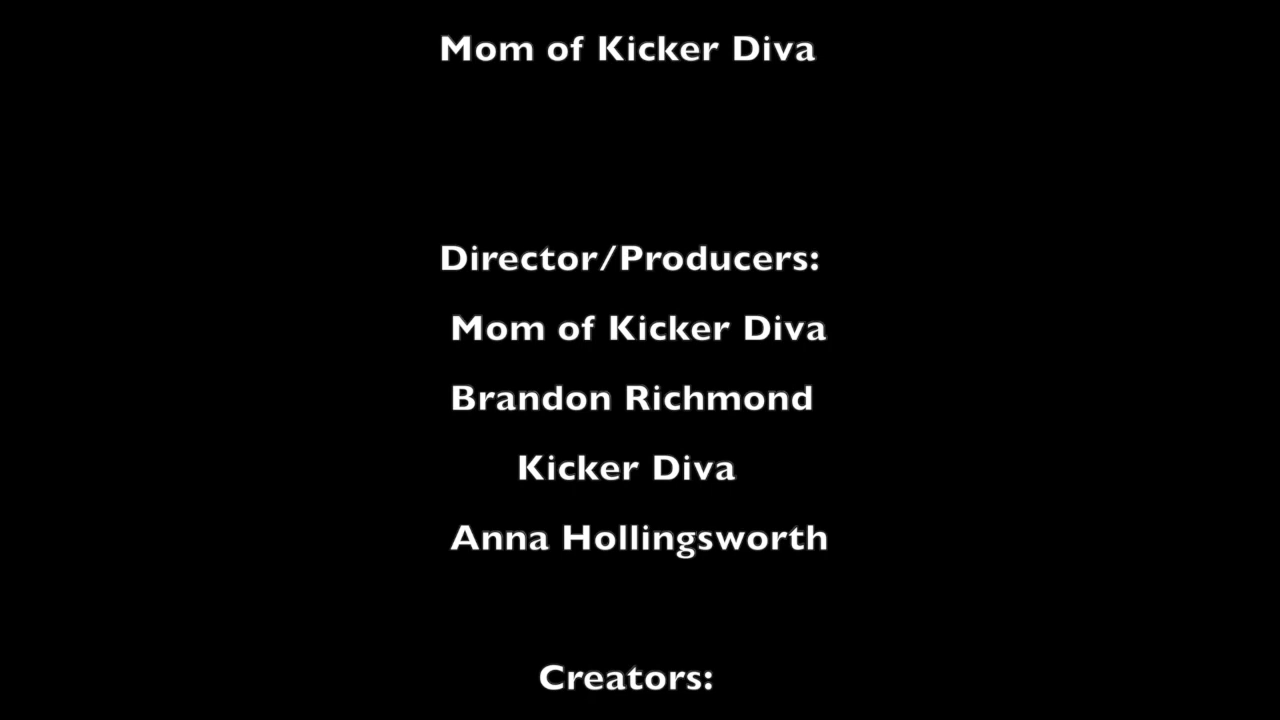 Mom of Kicker Diva
Director/Producers:
Mom of Kicker Diva
Brandon Richmond
Kicker Diva
Anna Hollingsworth
Creators: